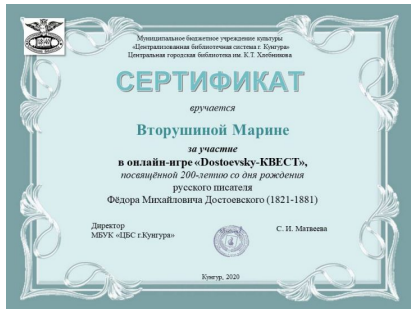 Муниципальное бюджетное учреждение культуры
«Централизованная библиотечная система г. Кунгура»
Центральная городская библиотека им. К.Т. Хлебникова
СЕРТИФИКАТ
вручается
Вторушиной Марине
за участие
в онлайн-игре «Dostoevsky-КВЕСТ»,
посвящённой 200-летию со дня рождения
русского писателя
Фёдора Михайловича Достоевского (1821-1881)
Директор
МБУК «ЦБС г.Кунгура»
С. И. Матвеева
Кунгур, 2020